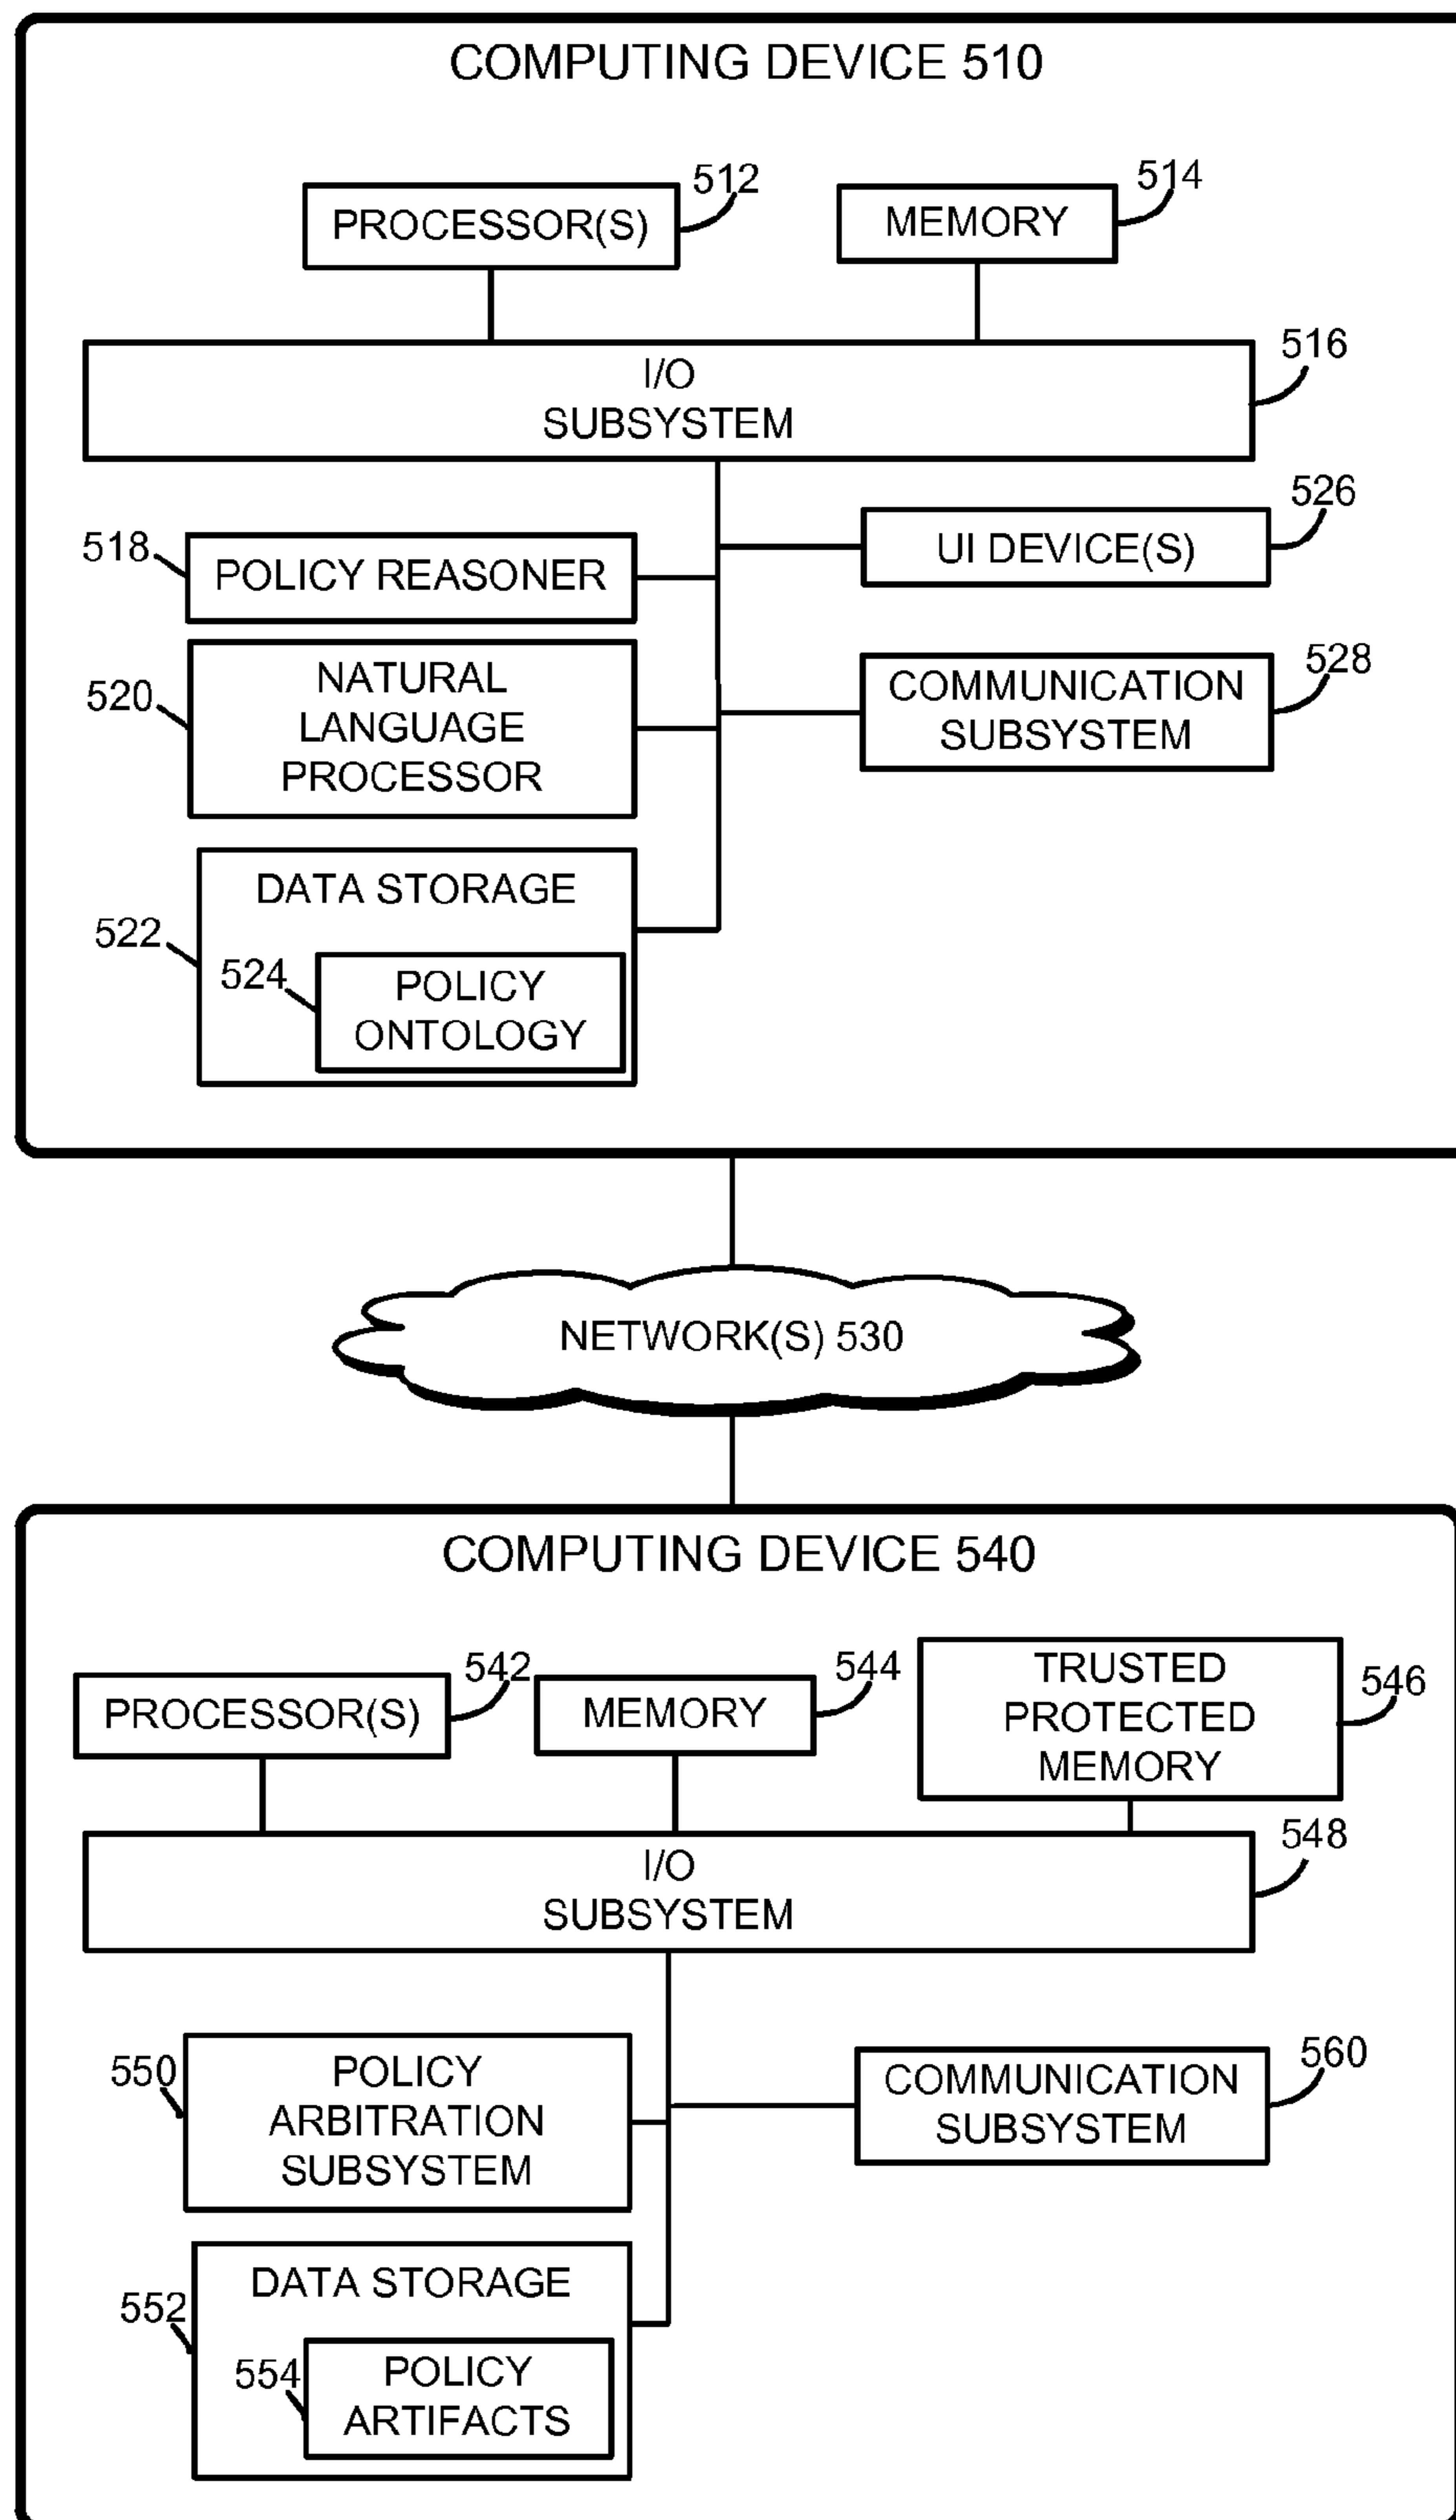 COMPUTING DEVICE 510
512
514
PROCESSOR(S)
MEMORY
516
I/O
SUBSYSTEM
526
518
POLICY REASONER
UI DEVICE(S)
520
NATURAL
LANGUAGE
PROCESSOR
528
COMMUNICATION
SUBSYSTEM
522
DATA STORAGE
524
POLICY
ONTOLOGY
NETWORK(S) 530
COMPUTING DEVICE 540
542
544
546
PROCESSOR(S)
MEMORY
TRUSTED
PROTECTED
MEMORY
548
I/O
SUBSYSTEM
550
POLICY
ARBITRATION
SUBSYSTEM
560
COMMUNICATION
SUBSYSTEM
552
DATA STORAGE
554
POLICY
ARTIFACTS